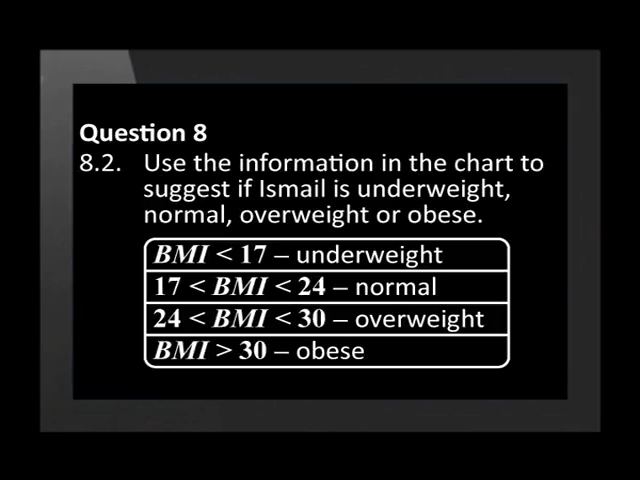 Question 8
8.2. Use the information in the chart to
suggest if Ismail is underweight,
normal, overweight or obese.
BMI < 17 – underweight
17 < BMI < 24 – normal
24 < BMI < 30 – overweight
BMI > 30 – obese